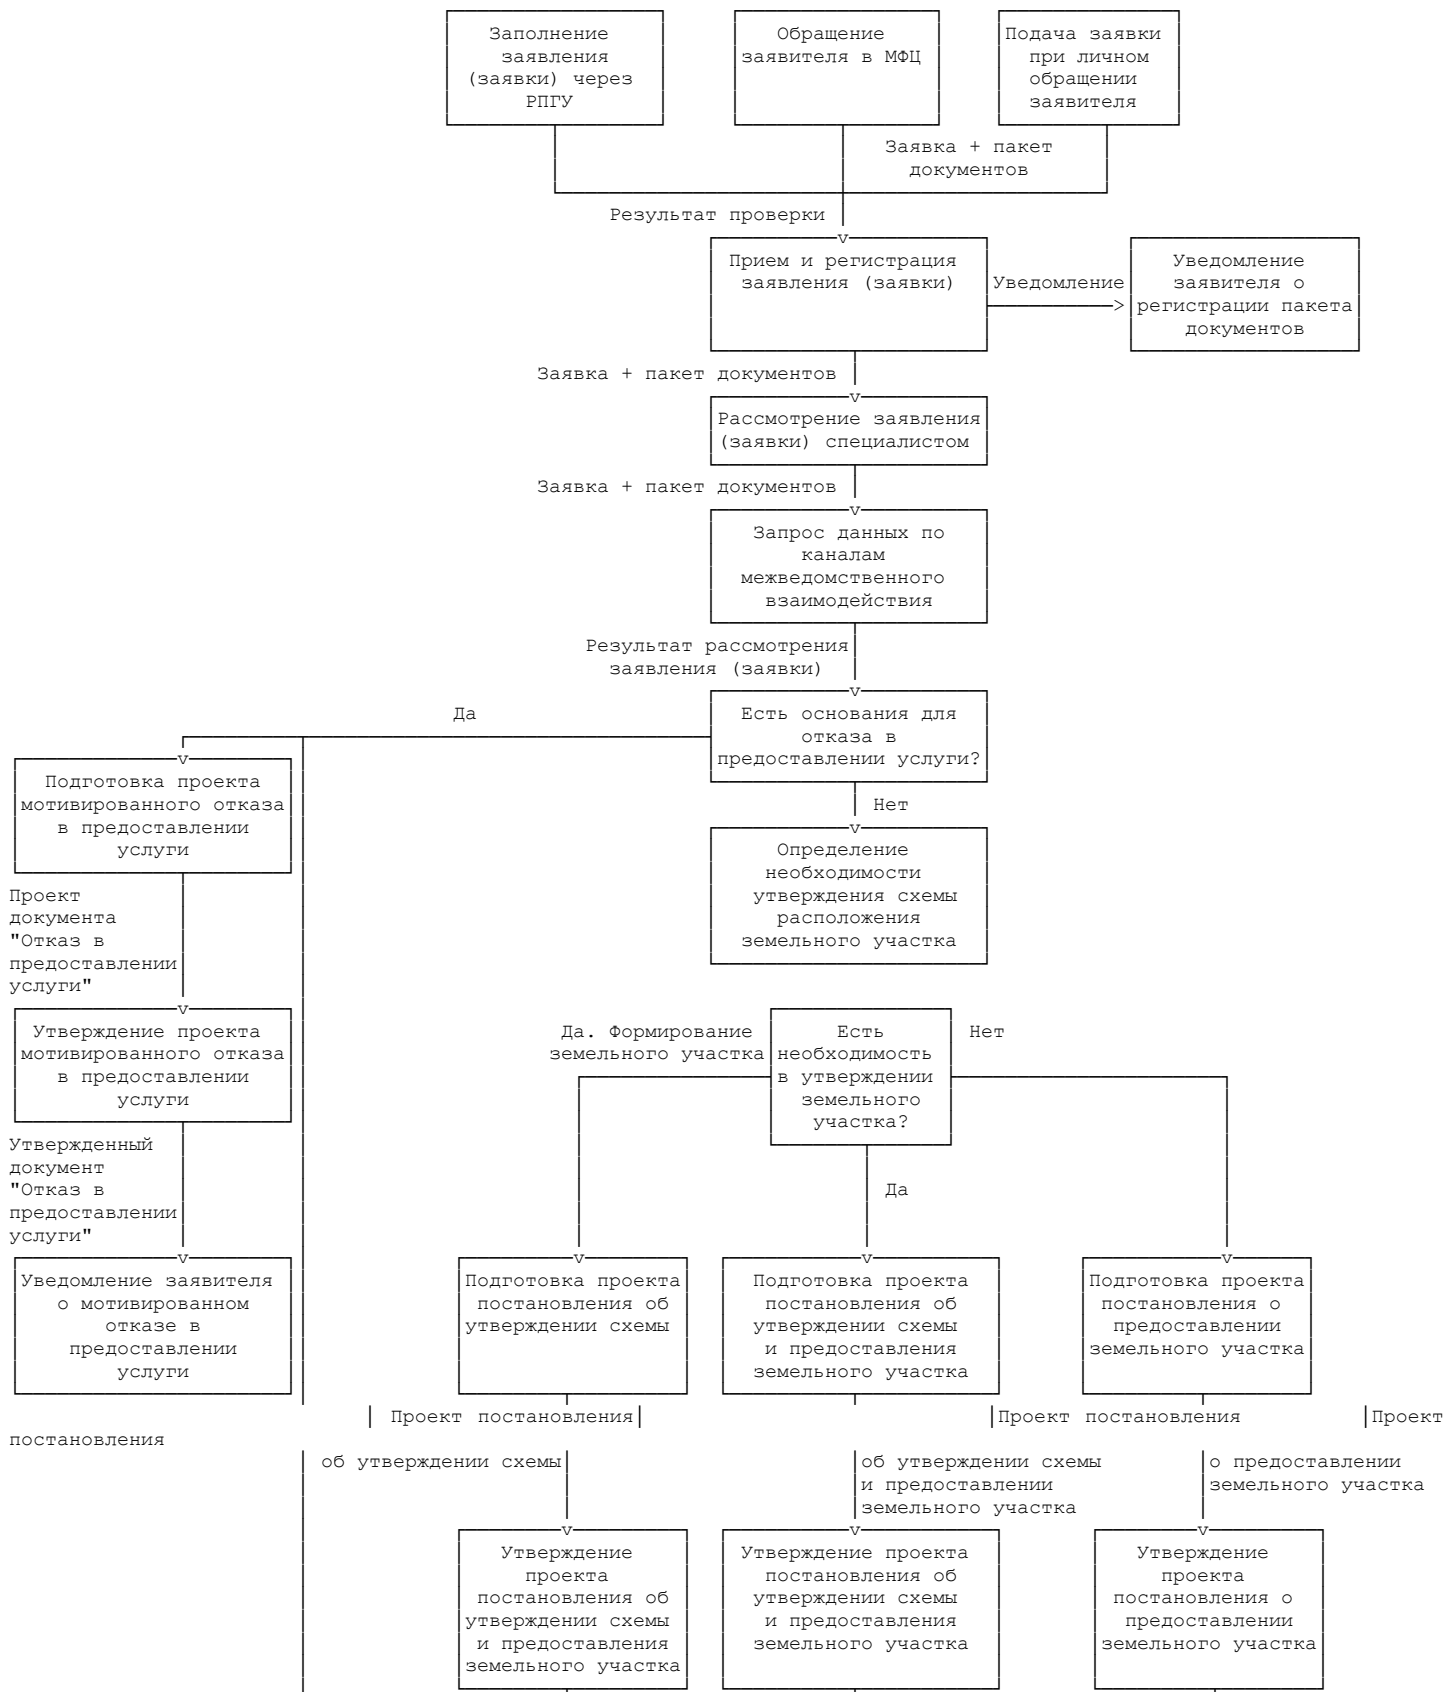 Заполнение
заявления
(заявки) через
РПГУ
Обращение
заявителя в МФЦ
Подача заявки
при личном
обращении
заявителя
Заявка + пакет
документов
Результат проверки
Прием и регистрация
заявления (заявки)
Уведомление
Уведомление
заявителя о
регистрации пакета
документов
Заявка + пакет документов
Рассмотрение заявления
(заявки) специалистом
Заявка + пакет документов
Запрос данных по
каналам
межведомственного
взаимодействия
Результат рассмотрения
заявления (заявки)
Да
Есть основания для
отказа в
предоставлении услуги?
Нет
Подготовка проекта
мотивированного отказа
в предоставлении
услуги
Определение
необходимости
утверждения схемы
расположения
земельного участка
Проект
документа
"Отказ в
предоставлении
услуги"
Утверждение проекта
мотивированного отказа
в предоставлении
услуги
Да. Формирование
земельного участка
Есть
необходимость
в утверждении
земельного
участка?
Нет
Утвержденный
документ
"Отказ в
предоставлении
услуги"
Да
Уведомление заявителя
о мотивированном
отказе в
предоставлении
услуги
Подготовка проекта
постановления об
утверждении схемы
Подготовка проекта
постановления об
утверждении схемы
и предоставления
земельного участка
Подготовка проекта
постановления о
предоставлении
земельного участка
Проект постановления
Проект постановления
Проект
постановления
об утверждении схемы
об утверждении схемы
и предоставлении
земельного участка
о предоставлении
земельного участка
Утверждение
проекта
постановления об
утверждении схемы
и предоставления
земельного участка
Утверждение проекта
постановления об
утверждении схемы
и предоставления
земельного участка
Утверждение
проекта
постановления о
предоставлении
земельного участка